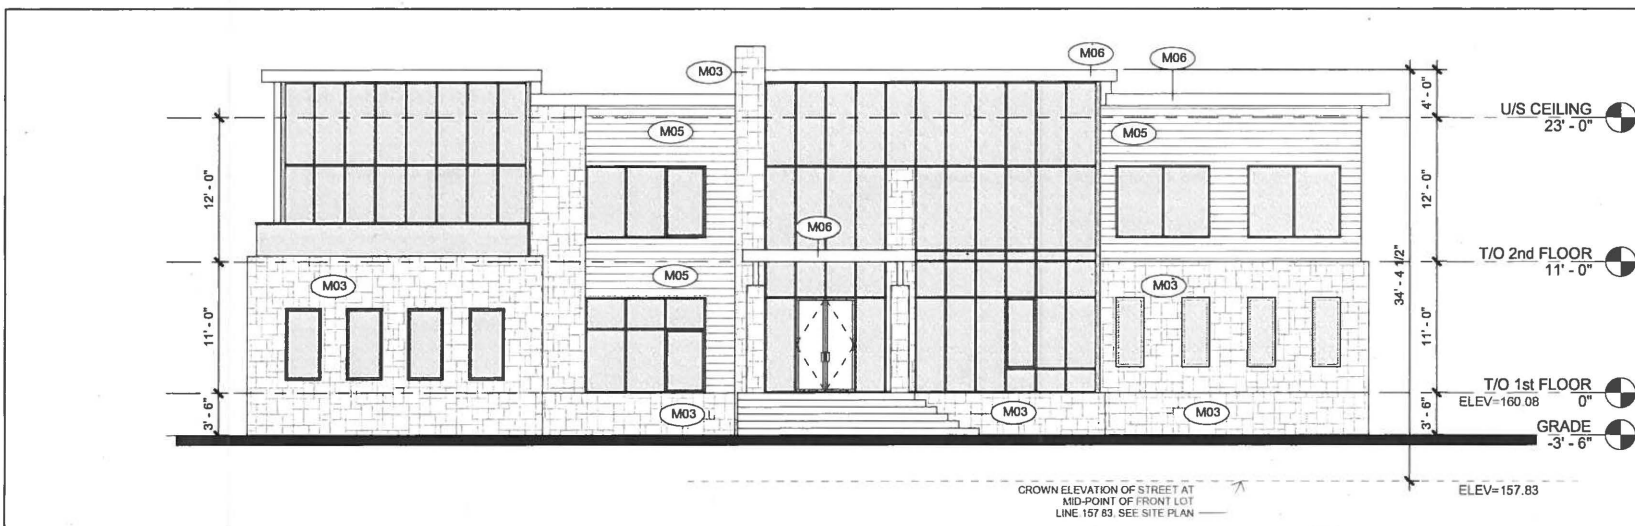 M03
M06
M06
4' - 0"
U/S CEILING
23' - 0"
M05
M05
12' - 0"
12' - 0"
M06
34' - 4 1/2"
T/O 2nd FLOOR
11' - 0"
M03
M05
M03
11' - 0"
11' - 0"
T/O 1st FLOOR
ELEV=160.08 0"
3' - 6"
M03
M03
M03
3' - 6"
GRADE
-3' - 6"
CROWN ELEVATION OF STREET AT
MID-POINT OF FRONT LOT
LINE 157 83. SEE SITE PLAN
ELEV=157.83